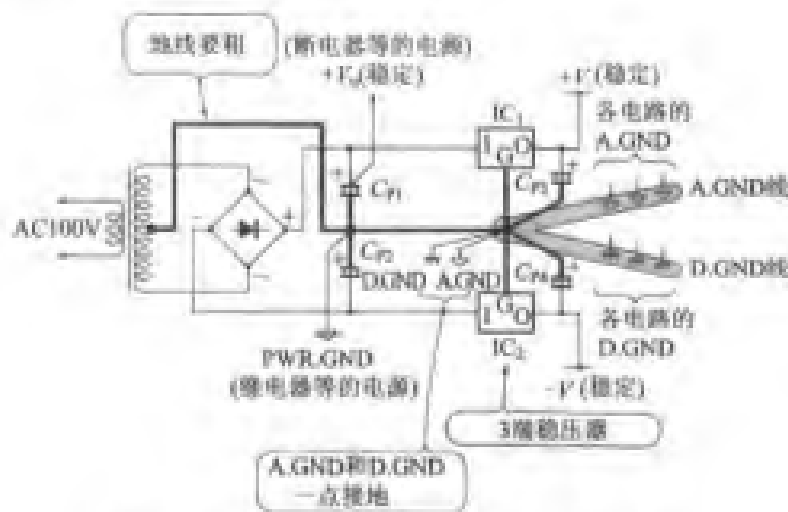 地线要粗
(断电器等的电源)
+V(稳定)
+V(稳定)
IC1
I
G
O
各电路的
A.GND
CP1
CP3
A.GND线
AC100V
CP2
D.GND A.GND
CP4
D.GND线
I
G
O
IC2
各电路的
D.GND
PWR.GND
(继电器等的电源)
-V(稳定)
3端稳压器
A.GND和D.GND
一点接地